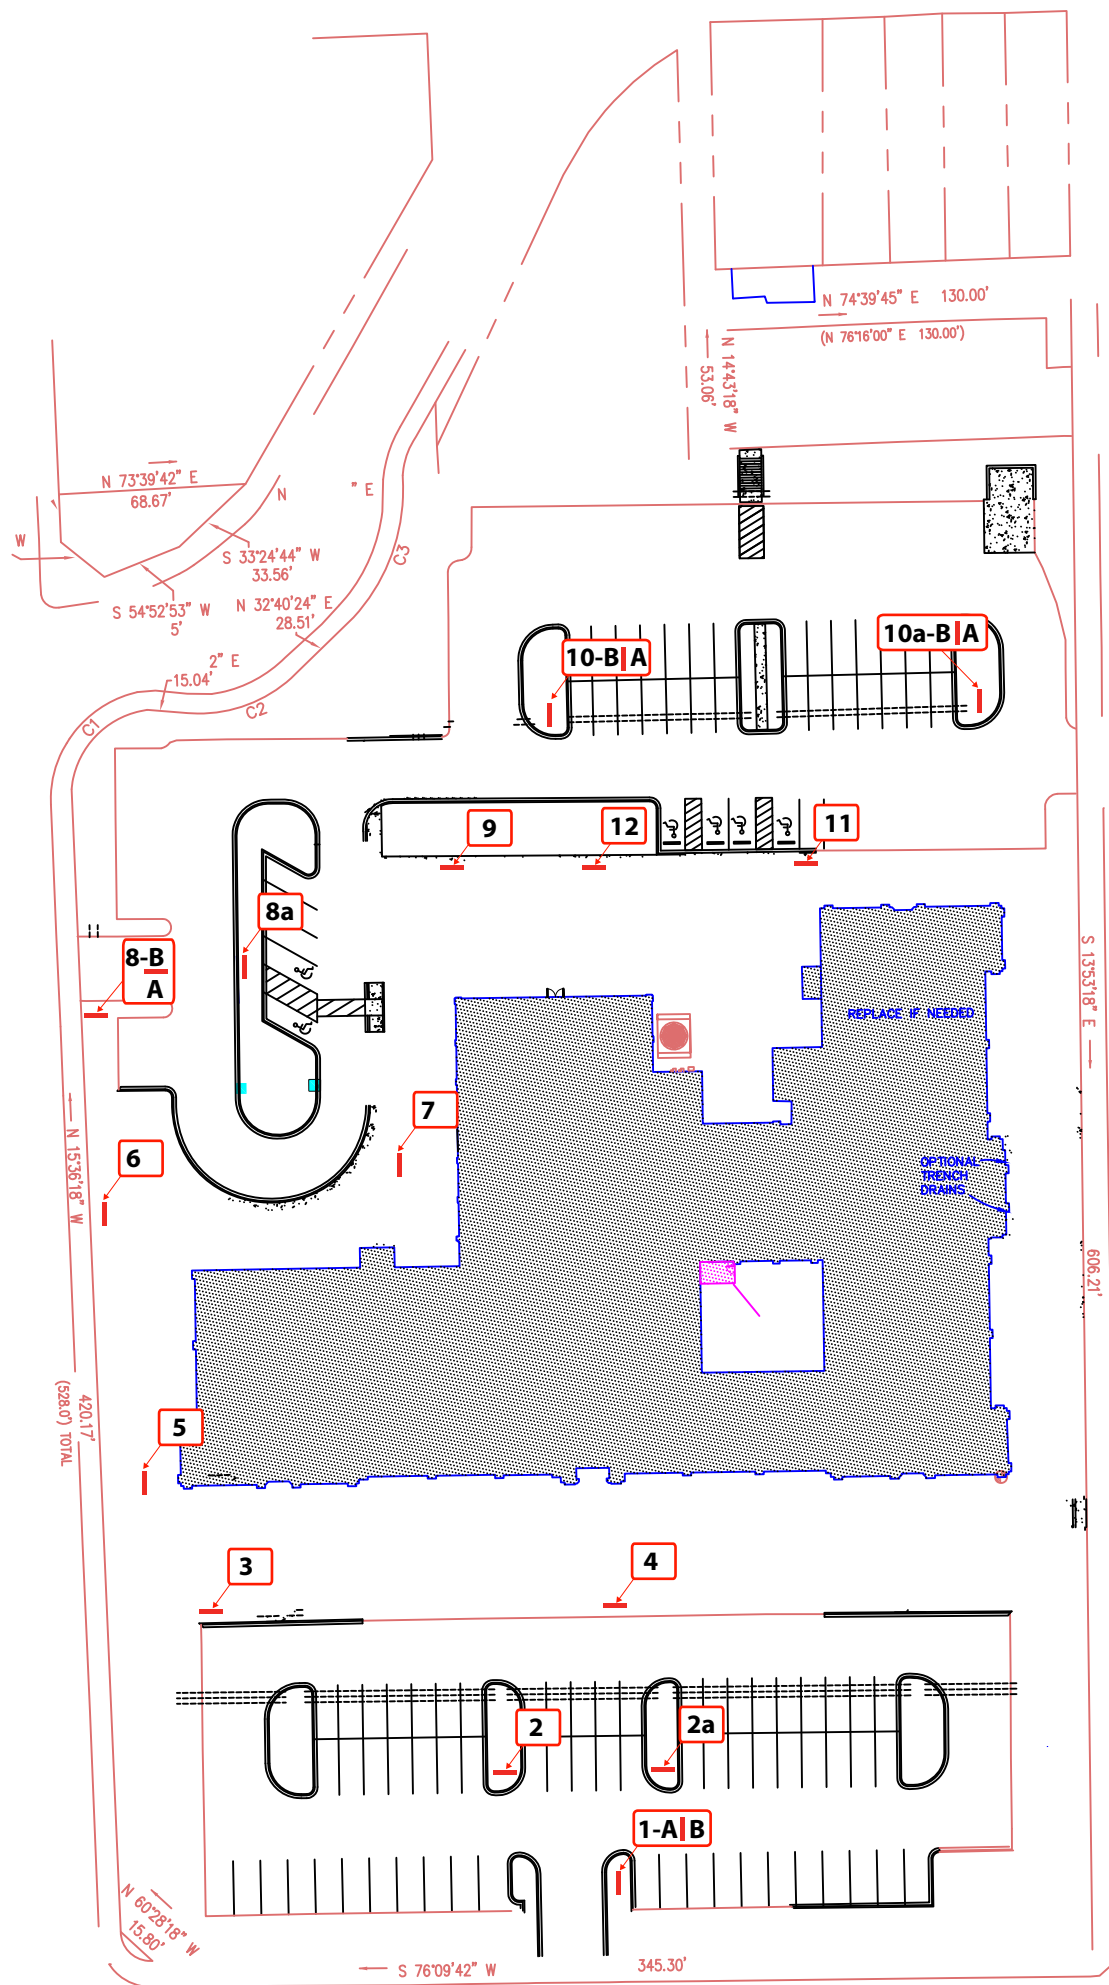 N 74°39'45" E 130.00'
(N 76°16'00" E 130.00')
N 14°43'18" W
53.06'
N 73°39'42" E
68.67'
N
" E
W
S 33°24'44" W
33.56'
C3
S 54°52'53" W
5'
N 32°40'24" E
28.51'
2" E
15.04'
C1
C2
10-B|A
10a-B|A
9
12
11
8a
8-B
A
S 13°53'18" E
REPLACE IF NEEDED
7
6
N 15°36'18" W
OPTIONAL
TRENCH
DRAINS
606.21'
420.17'
(528.0') TOTAL
5
3
4
2
2a
1-A|B
N 60°28'18" W
15.80'
S 76°09'42" W 345.30'